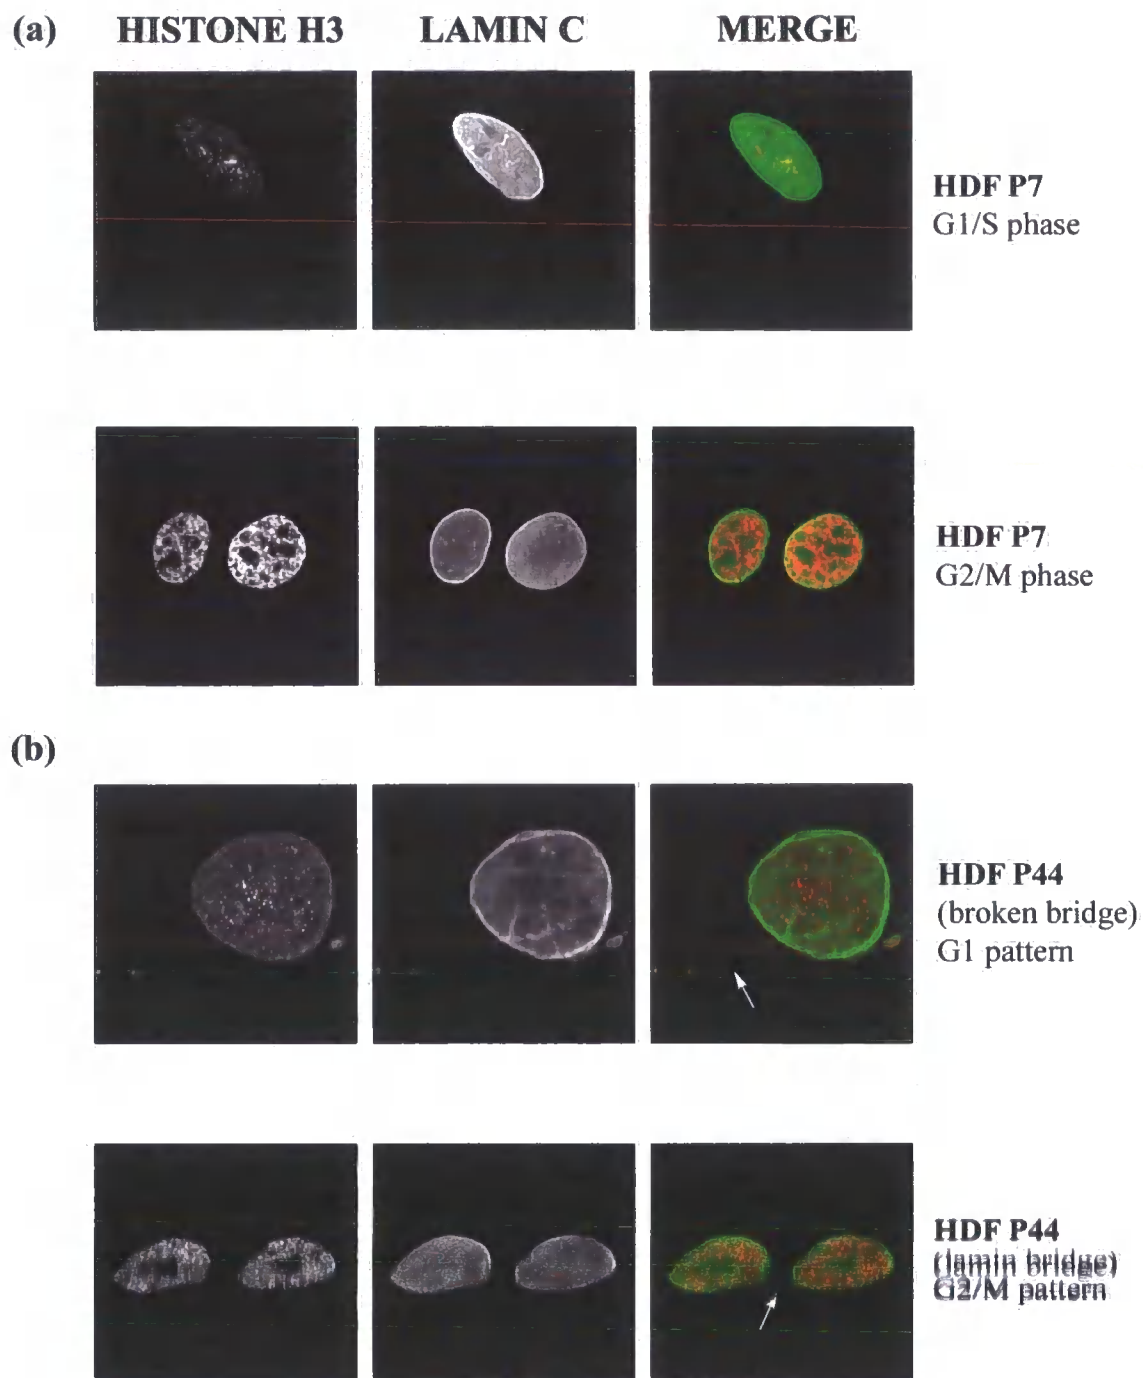 (a) HISTONE H3 LAMIN C MERGE
HDF P7
G1/S phase
HDF P7
G2/M phase
(b)
HDF P44
(broken bridge)
G1 pattern
HDF P44
(lamin bridge)
G2/M pattern